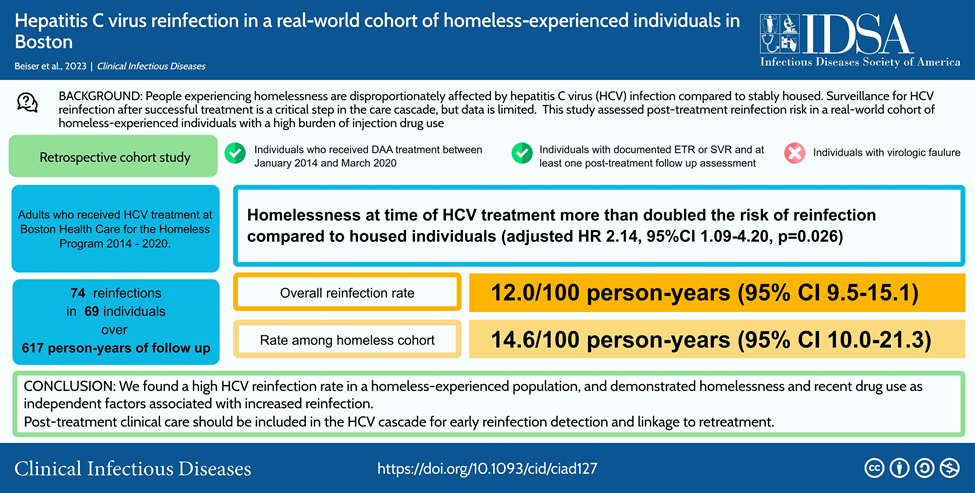 Hepatitis C virus reinfection in a real-world cohort of homeless-experienced individuals in
Boston
Beiser et al., 2023 | Clinical Infectious Diseases
IDSA
Infectious Diseases Society of America
BACKGROUND: People experiencing homelessness are disproportionately affected by hepatitis C virus (HCV) infection compared to stably housed. Surveillance for HCV
reinfection after successful treatment is a critical step in the care cascade, but data is limited. This study assessed post-treatment reinfection risk in a real-world cohort of
homeless-experienced individuals with a high burden of injection drug use
Retrospective cohort study
Individuals who received DAA treatment between
January 2014 and March 2020
Individuals with documented ETR or SVR and at
least one post-treatment follow up assessment
Individuals with virologic faulure
Adults who received HCV treatment at
Boston Health Care for the Homeless
Program 2014 - 2020.
Homelessness at time of HCV treatment more than doubled the risk of reinfection
compared to housed individuals (adjusted HR 2.14, 95%CI 1.09-4.20, p=0.026)
74 reinfections
in 69 individuals
over
617 person-years of follow up
Overall reinfection rate
12.0/100 person-years (95% CI 9.5-15.1)
Rate among homeless cohort
14.6/100 person-years (95% CI 10.0-21.3)
CONCLUSION: We found a high HCV reinfection rate in a homeless-experienced population, and demonstrated homelessness and recent drug use as
independent factors associated with increased reinfection.
Post-treatment clinical care should be included in the HCV cascade for early reinfection detection and linkage to retreatment.
Clinical Infectious Diseases
https://doi.org/10.1093/cid/ciad127
cc